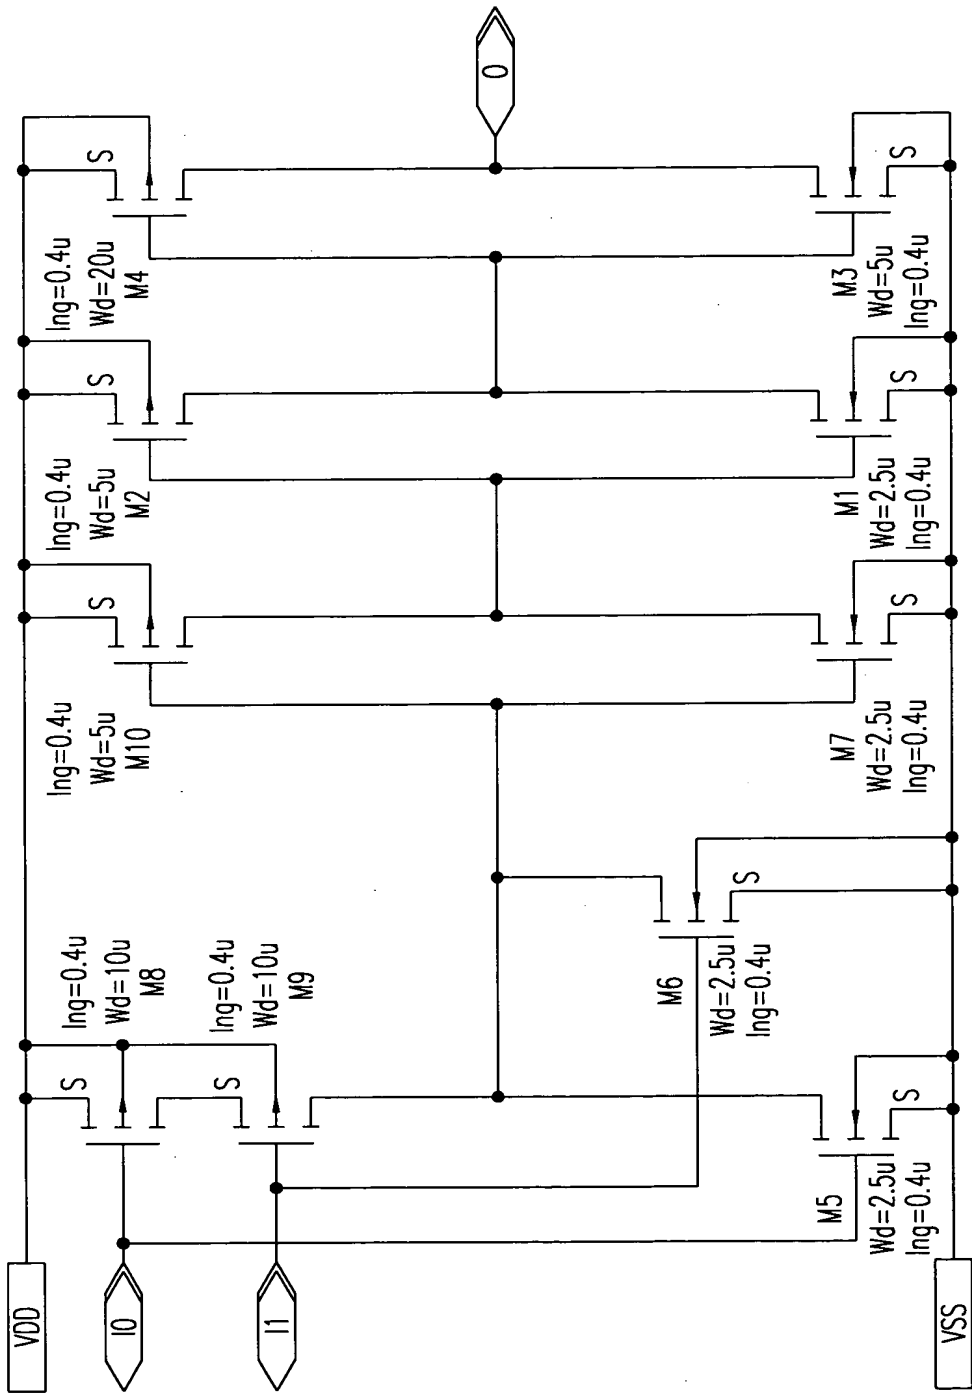 VDD
I0
I1
VSS
S
lng=0.4u
Wd=10u
M8
S
lng=0.4u
Wd=10u
M9
M5
Wd=2.5u
lng=0.4u
S
M6
Wd=2.5u
lng=0.4u
S
lng=0.4u
Wd=5u
M10
S
M7
Wd=2.5u
lng=0.4u
S
lng=0.4u
Wd=5u
M2
S
M1
Wd=2.5u
lng=0.4u
S
lng=0.4u
Wd=20u
M4
S
M3
Wd=5u
lng=0.4u
S
O